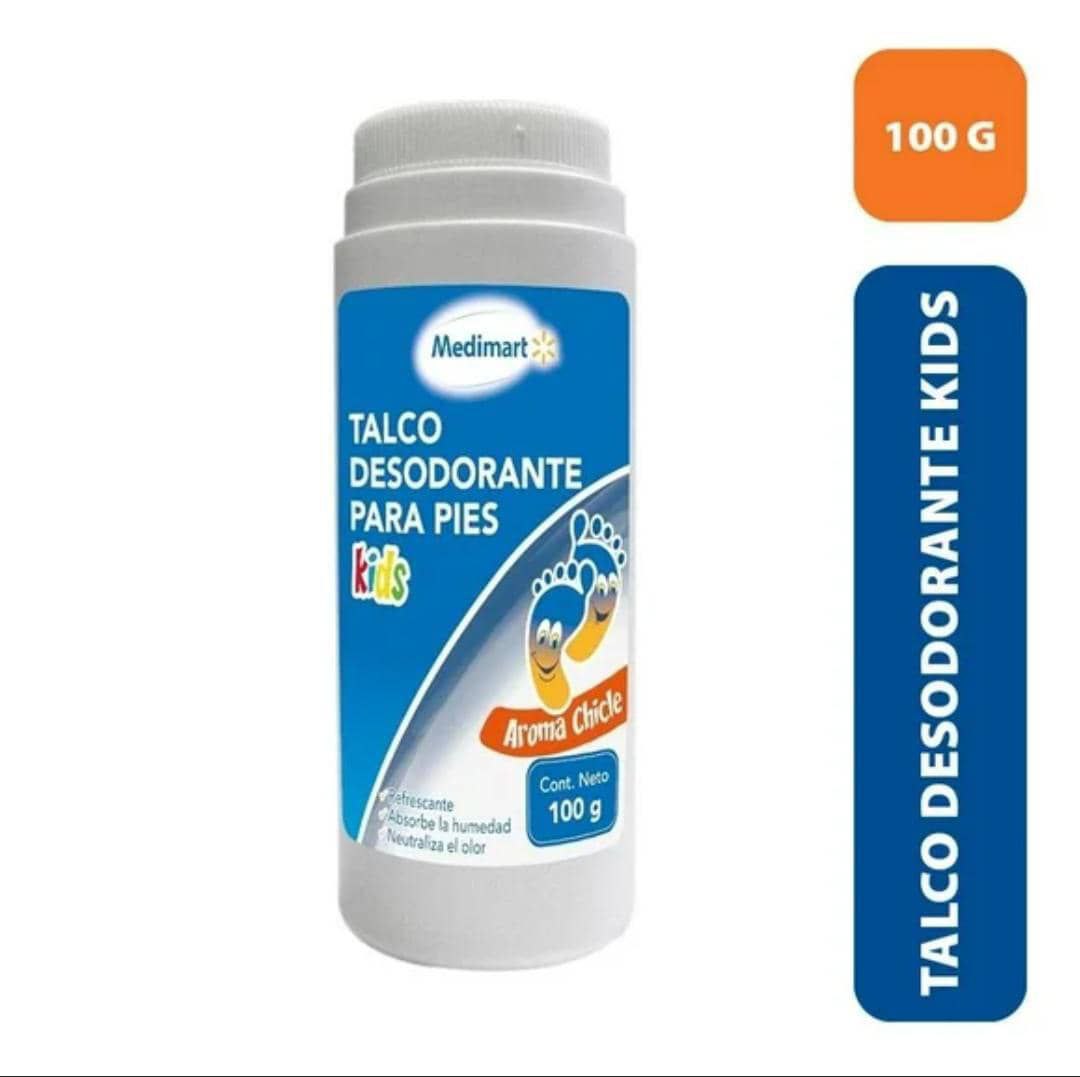 Medimart
TALCO
DESODORANTE
PARA PIES
kids
Aroma Chicle
Cont. Neto
100 g
Refrescante
Absorbe la humedad
Neutraliza el olor
100 G
TALCO DESODORANTE KIDS